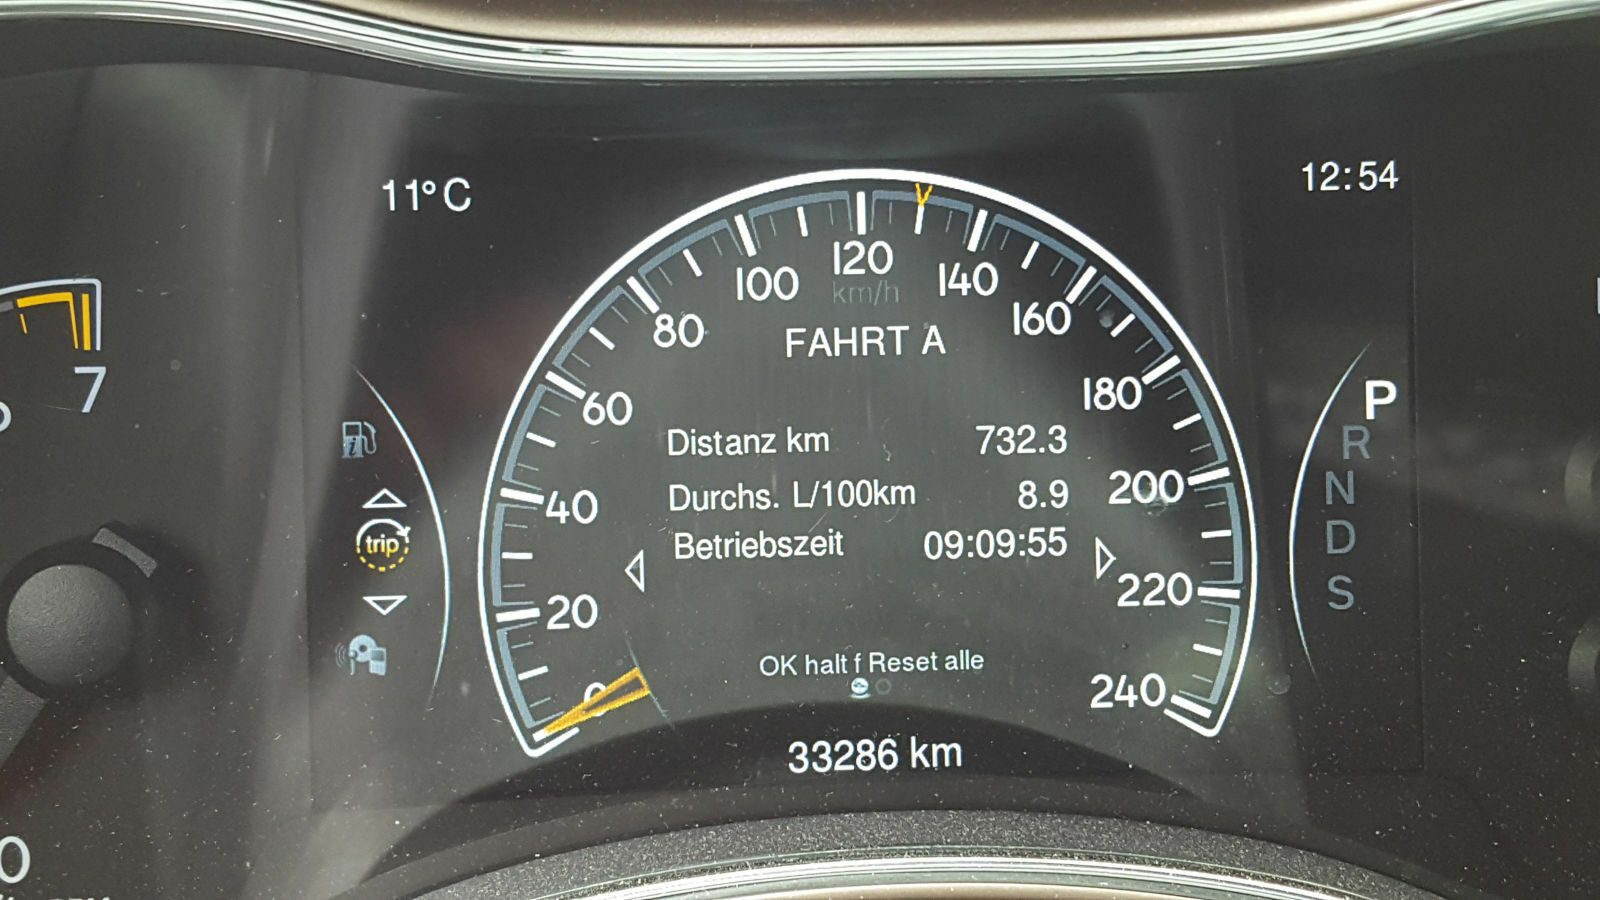 11°C
12:54
120
100
140
km/h
80
160
FAHRT A
7
60
180
P
R
Distanz km 732.3
N
40
Durchs. L/100km 8.9
200
trip
Betriebszeit 09:09:55
D
20
220
S
0
OK halt f Reset alle
240
33286 km
0